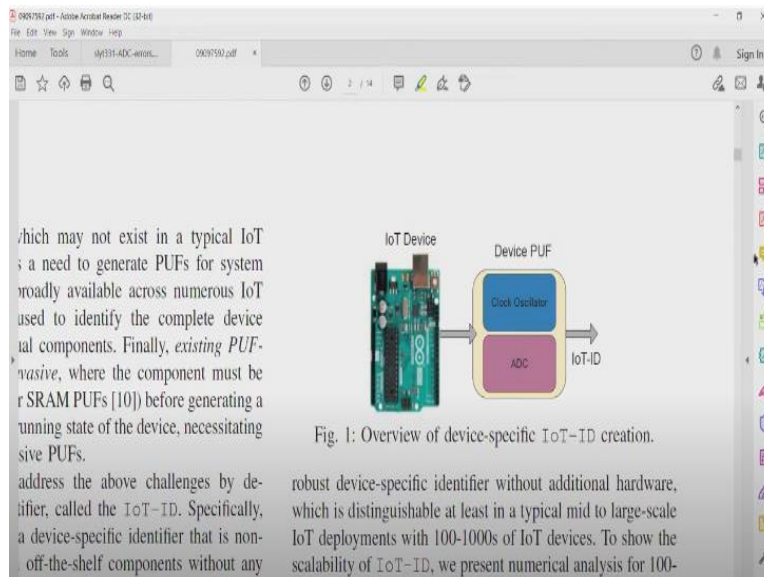 09097592.pdf - Adobe Acrobat Reader DC (32-bit)
File Edit View Sign Window Help
Home Tools slyt331-ADC-errors... 09097592.pdf ×
Sign In
2 / 14
which may not exist in a typical IoT
s a need to generate PUFs for system
broadly available across numerous IoT
used to identify the complete device
ual components. Finally, existing PUF-
vasive, where the component must be
r SRAM PUFs [10]) before generating a
running state of the device, necessitating
sive PUFs.
address the above challenges by de-
tifier, called the IoT-ID. Specifically,
a device-specific identifier that is non-
off-the-shelf components without any
IoT Device
Device PUF
Clock Oscillator
ADC
IoT-ID
Fig. 1: Overview of device-specific IoT-ID creation.
robust device-specific identifier without additional hardware,
which is distinguishable at least in a typical mid to large-scale
IoT deployments with 100-1000s of IoT devices. To show the
scalability of IoT-ID, we present numerical analysis for 100-